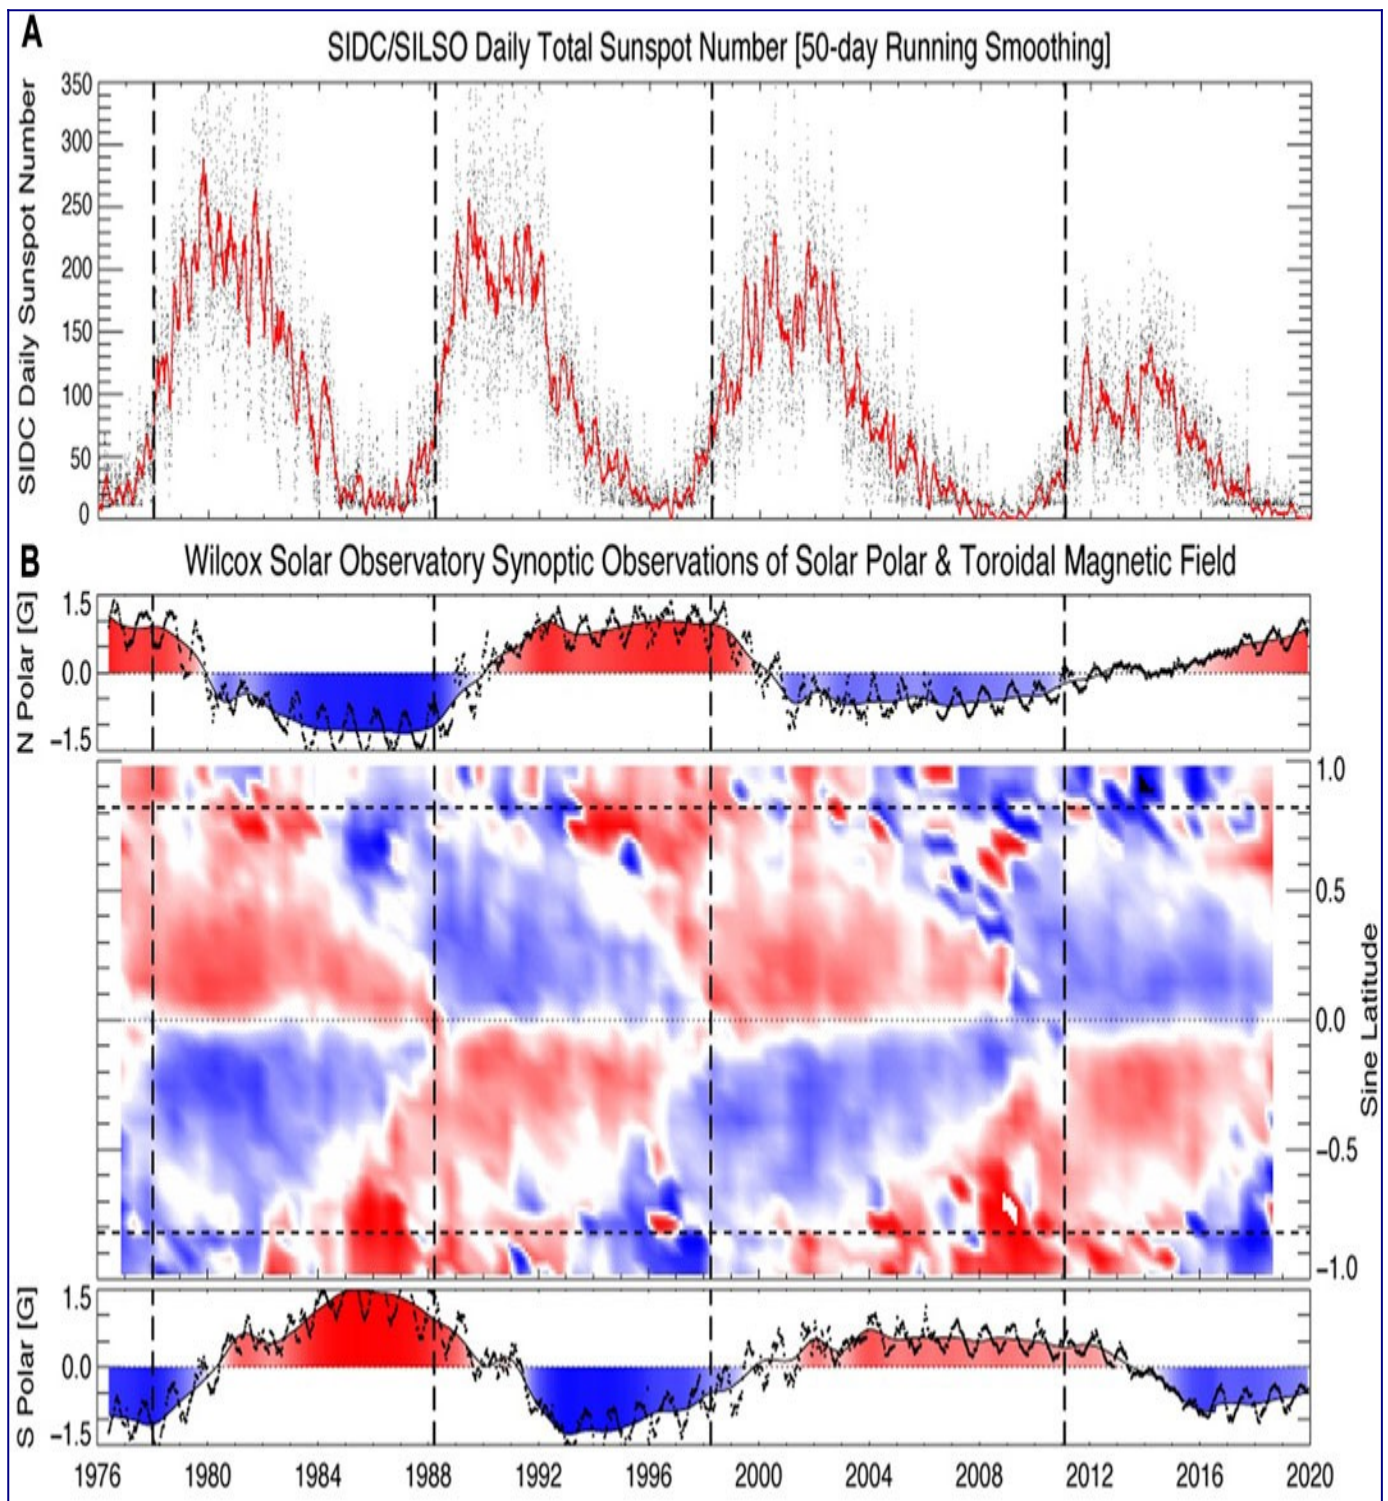 A
SIDC/SILSO Daily Total Sunspot Number [50-day Running Smoothing]
SIDC Daily Sunspot Number
350
300
250
200
150
100
50
0
B
Wilcox Solar Observatory Synoptic Observations of Solar Polar & Toroidal Magnetic Field
N Polar [G]
1.5
0.0
−1.5
1.0
0.5
0.0
−0.5
−1.0
Sine Latitude
S Polar [G]
1.5
0.0
−1.5
1976 1980 1984 1988 1992 1996 2000 2004 2008 2012 2016 2020